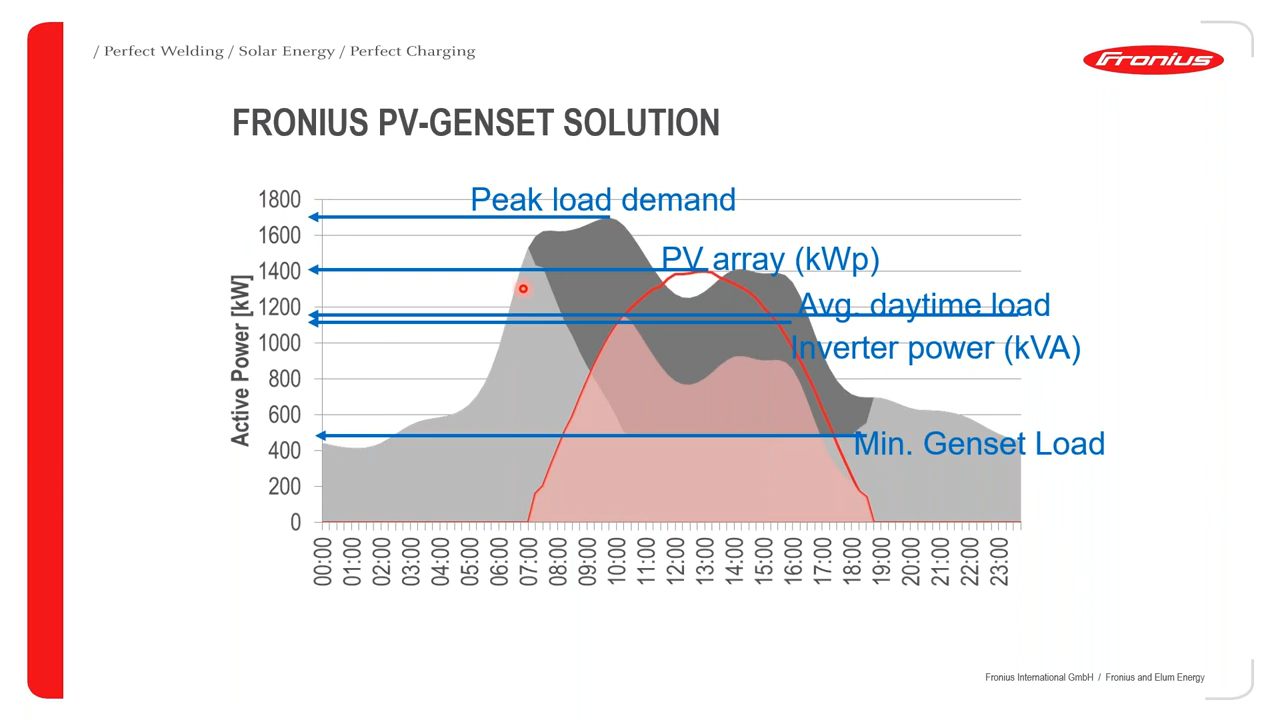 / Perfect Welding / Solar Energy / Perfect Charging
Fronius
FRONIUS PV-GENSET SOLUTION
Active Power [kW]
1800
1600
1400
1200
1000
800
600
400
200
0
Peak load demand
PV array (kWp)
Avg. daytime load
Inverter power (kVA)
Min. Genset Load
00:00 01:00 02:00 03:00 04:00 05:00 06:00 07:00 08:00 09:00 10:00 11:00 12:00 13:00 14:00 15:00 16:00 17:00 18:00 19:00 20:00 21:00 22:00 23:00
Fronius International GmbH / Fronius and Elum Energy